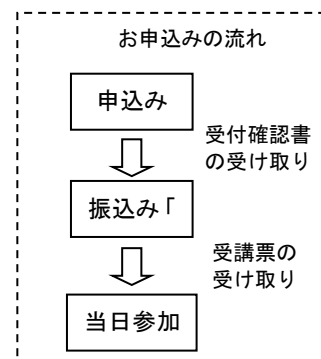 お申込みの流れ
申込み
受付確認書
の受け取り
振込み「
受講票の
受け取り
当日参加